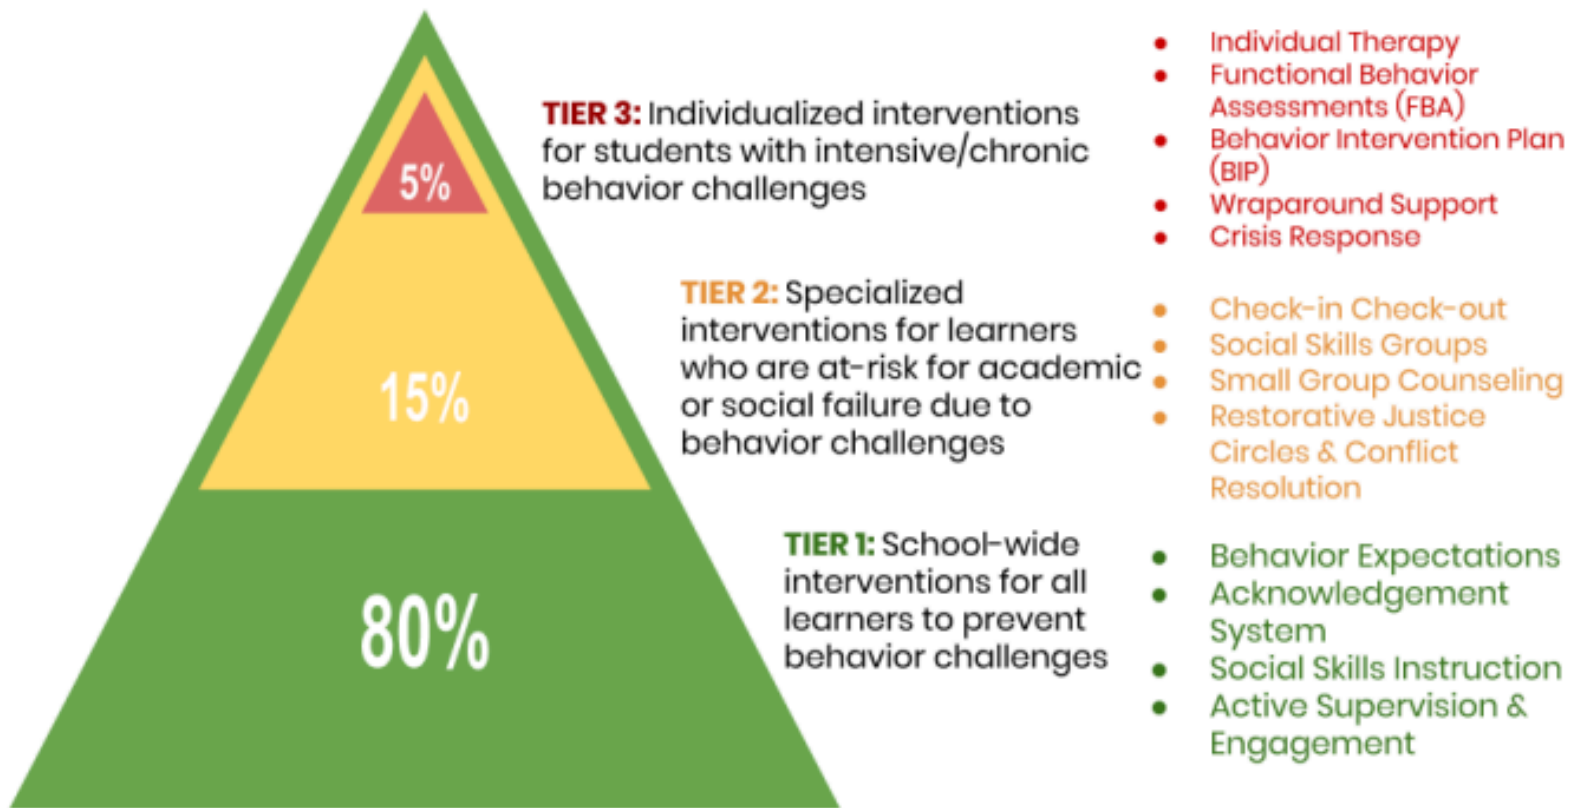 TIER 3: Individualized interventions
for students with intensive/chronic
behavior challenges
5%
• Individual Therapy
• Functional Behavior
Assessments (FBA)
• Behavior Intervention Plan
(BIP)
• Wraparound Support
• Crisis Response
TIER 2: Specialized
interventions for learners
who are at-risk for academic
or social failure due to
behavior challenges
15%
• Check-in Check-out
• Social Skills Groups
• Small Group Counseling
• Restorative Justice
Circles & Conflict
Resolution
TIER 1: School-wide
interventions for all
learners to prevent
behavior challenges
80%
• Behavior Expectations
• Acknowledgement
System
• Social Skills Instruction
• Active Supervision &
Engagement